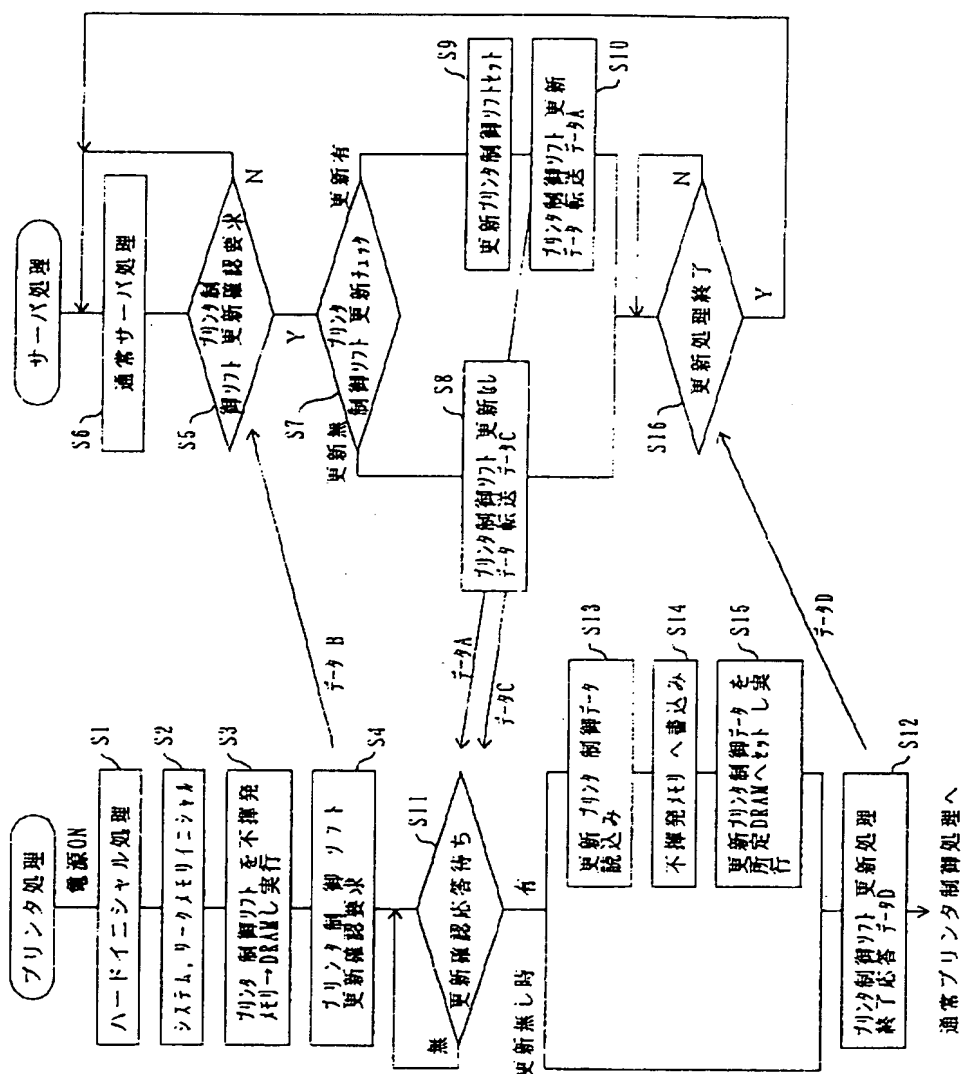 プリンタ処理
電源ON
ハードイニシャル処理
S1
システム,ワークメモリイニシャル
S2
プリンタ 制御ソフト を不揮発
メモリ→DRAMし実行
S3
プリンタ 制 御 ソフト
更新確認要求
S4
データ B
更新確認応答待ち
S11
無
有
更新無し時
データA
データC
更新 プリンタ 制御データ
読込み
S13
不揮発メモリ へ書込み
S14
更新プリンタ制御データ を
所定DRAMへセットし実
行
S15
プリンタ制御ソフト 更新処理
終了応答 データD
S12
データD
通常プリンタ制御処理へ
サーバ処理
通常サーバ処理
S6
プリンタ制
御ソフト 更新確認要求
S5
N
Y
プリンタ
制御ソフト 更新チェック
S7
更新無
更新有
プリンタ制御ソフト 更新なし
データ 転送 データC
S8
更新プリンタ制御ソフトセット
S9
プリンタ制御ソフト 更新
データ 転送 データA
S10
更新処理終了
S16
N
Y